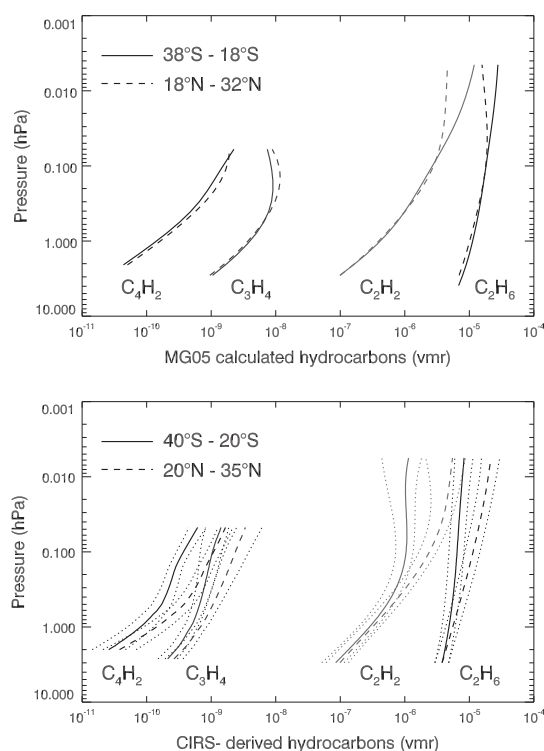 0.001
38°S - 18°S
18°N - 32°N
0.010
Pressure (hPa)
0.100
1.000
C₄H₂ C₃H₄ C₂H₂ C₂H₆
10.000
10⁻¹¹ 10⁻¹⁰ 10⁻⁹ 10⁻⁸ 10⁻⁷ 10⁻⁶ 10⁻⁵ 10⁻⁴
MG05 calculated hydrocarbons (vmr)
0.001
40°S - 20°S
20°N - 35°N
0.010
Pressure (hPa)
0.100
1.000
C₄H₂ C₃H₄ C₂H₂ C₂H₆
10.000
10⁻¹¹ 10⁻¹⁰ 10⁻⁹ 10⁻⁸ 10⁻⁷ 10⁻⁶ 10⁻⁵ 10⁻⁴
CIRS- derived hydrocarbons (vmr)